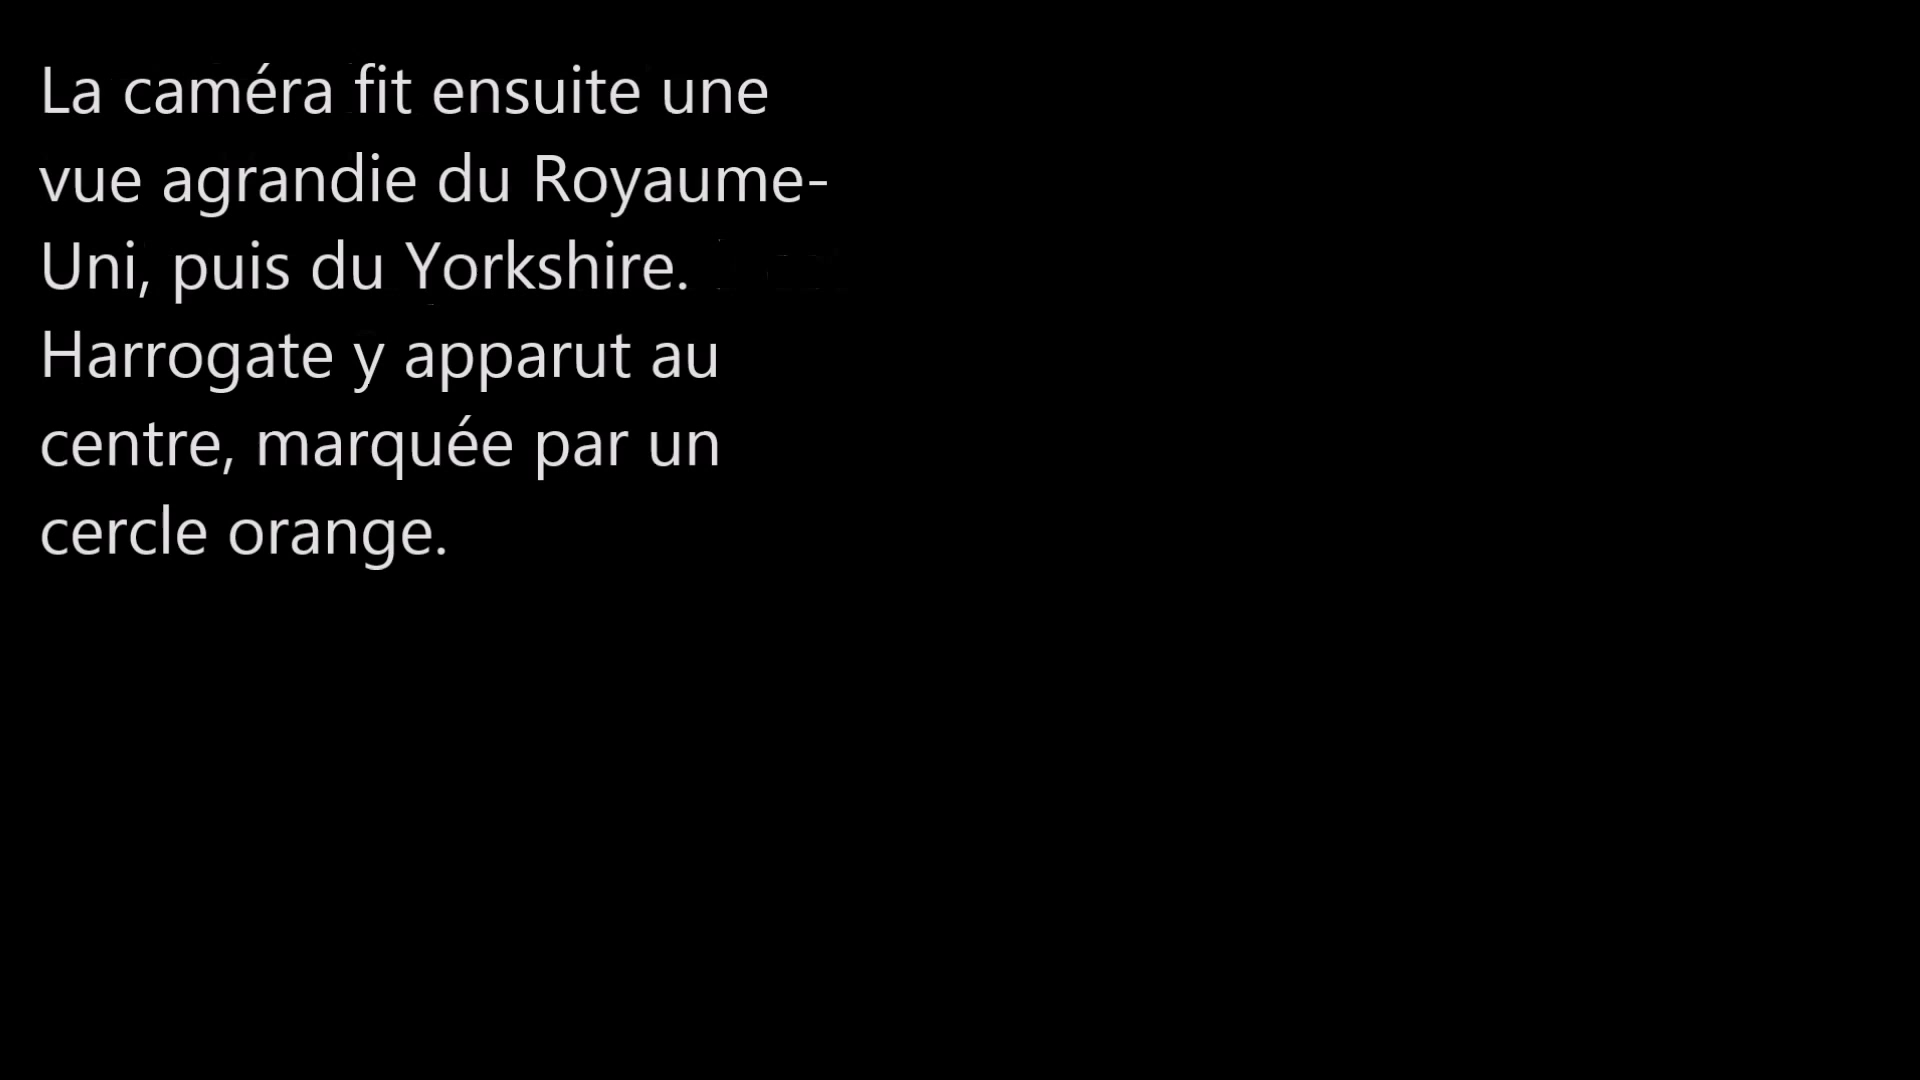 La caméra fit ensuite une
vue agrandie du Royaume-
Uni, puis du Yorkshire.
Harrogate y apparut au
centre, marquée par un
cercle orange.